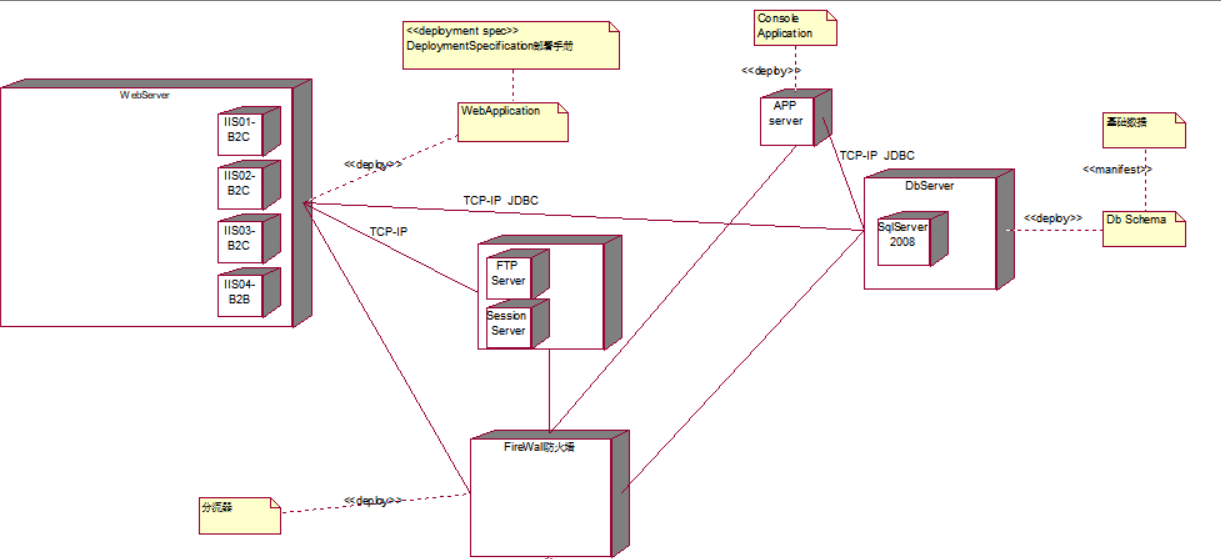 <<deployment spec>>
DeploymentSpecification部署手册
Console
Application
<<deploy>>
WebServer
WebApplication
APP
server
IIS01-
B2C
基础数据
<<deploy>>
TCP-IP JDBC
<<manifest>>
IIS02-
B2C
DbServer
TCP-IP JDBC
<<deploy>>
Db Schema
IIS03-
B2C
TCP-IP
SqlServer
2008
FTP
Server
IIS04-
B2B
Session
Server
FireWall防火墙
分流器
<<deploy>>